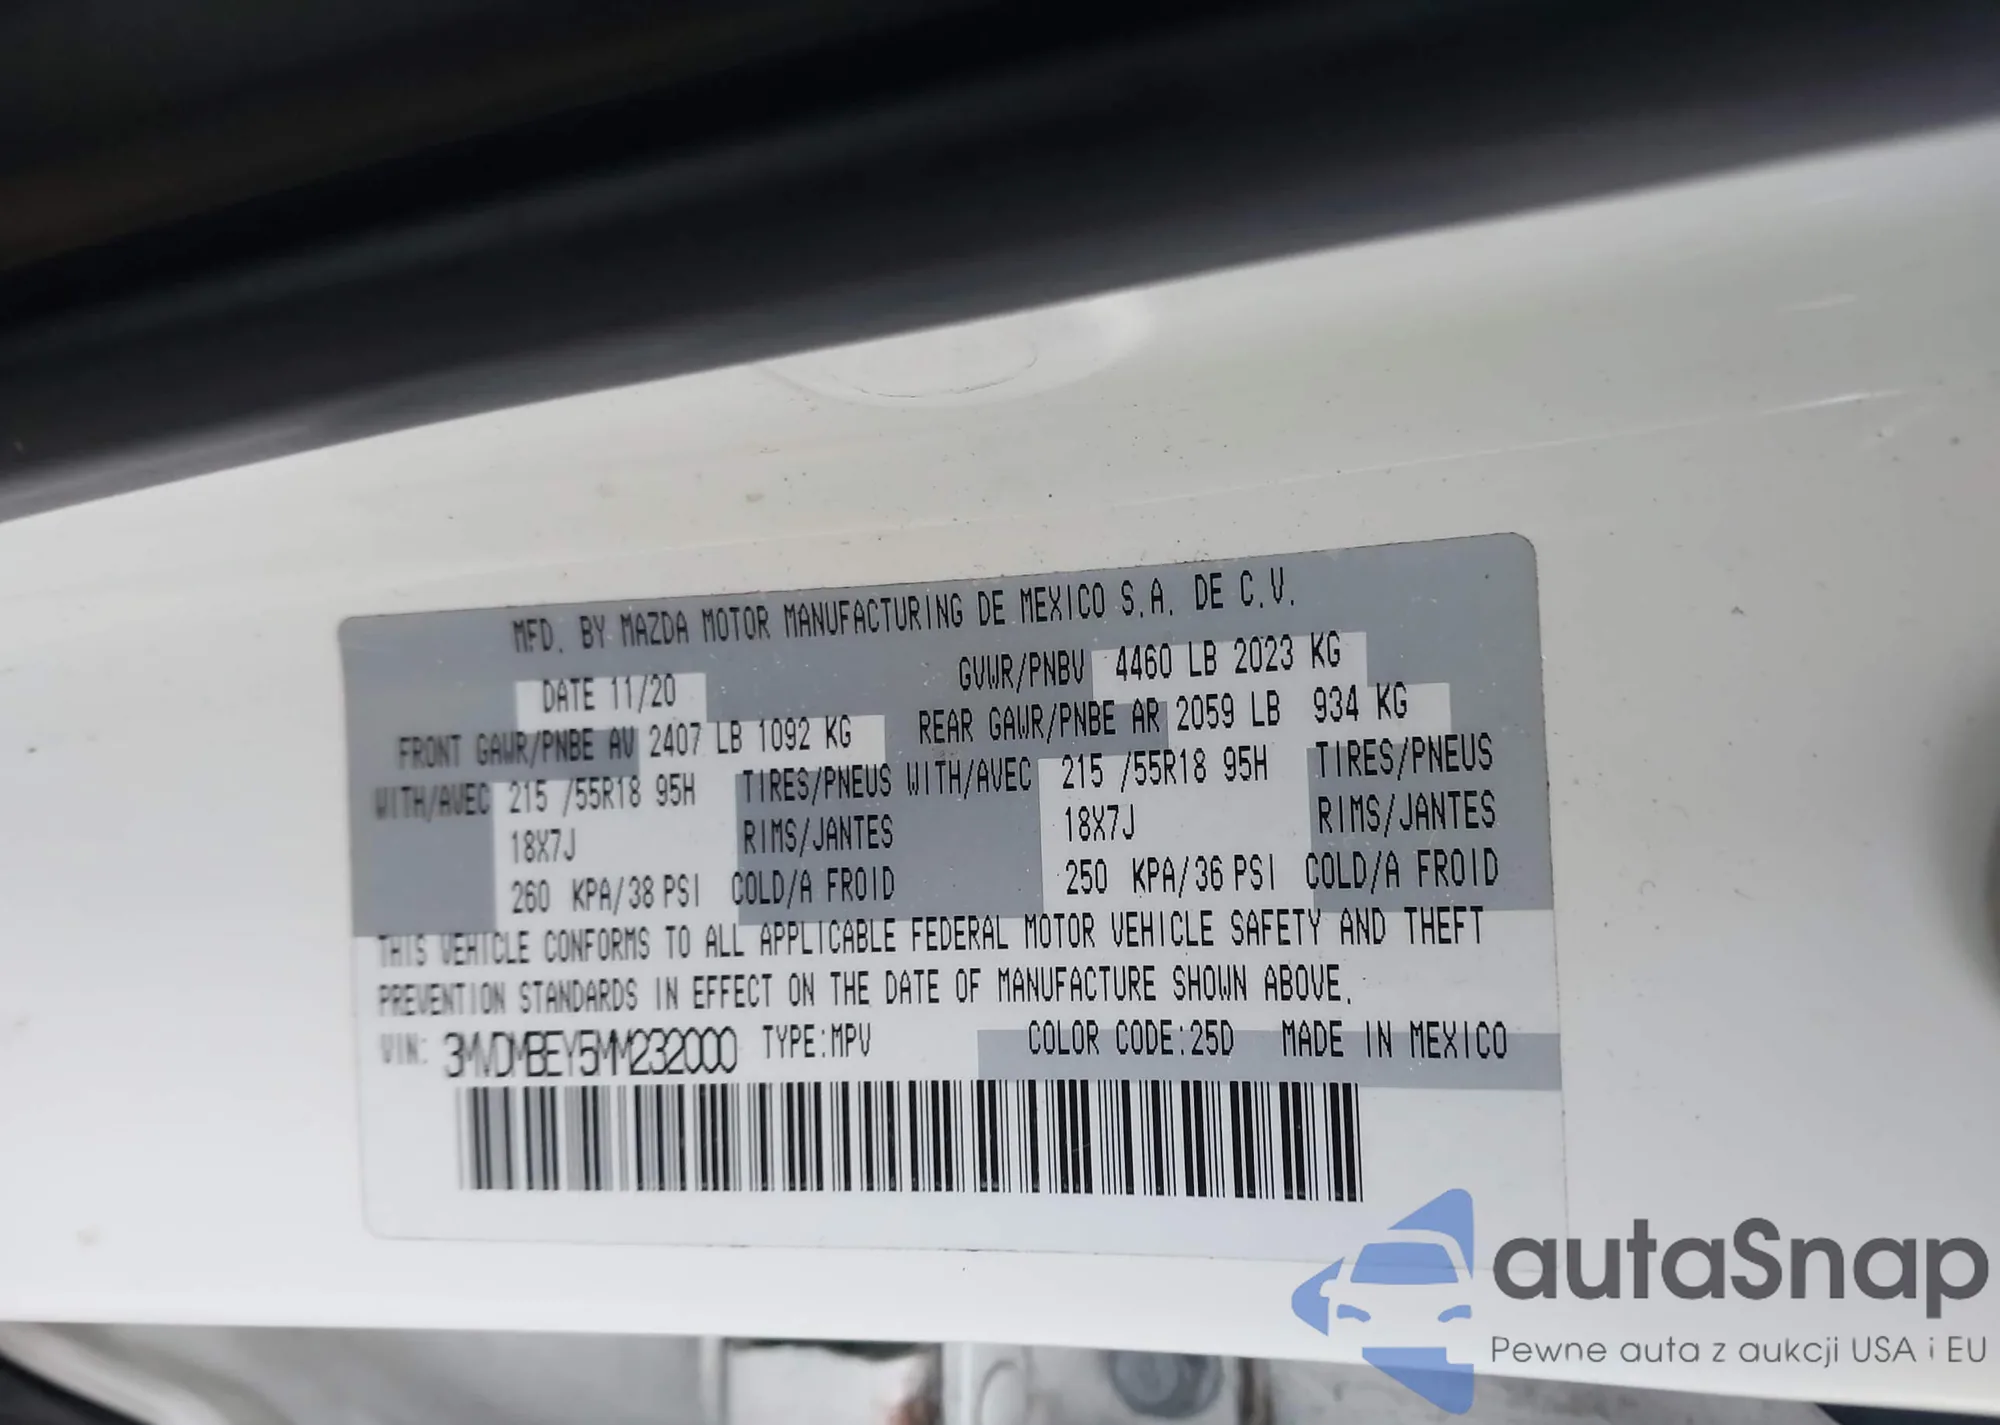 MFD. BY MAZDA MOTOR MANUFACTURING DE MEXICO S.A. DE C.V.
DATE 11/20 GVWR/PNBV 4460 LB 2023 KG
FRONT GAWR/PNBE AV 2407 LB 1092 KG REAR GAWR/PNBE AR 2059 LB 934 KG
WITH/AVEC 215 /55R18 95H TIRES/PNEUS WITH/AVEC 215 /55R18 95H TIRES/PNEUS
18X7J RIMS/JANTES 18X7J RIMS/JANTES
260 KPA/38 PSI COLD/A FROID 250 KPA/36 PSI COLD/A FROID
THIS VEHICLE CONFORMS TO ALL APPLICABLE FEDERAL MOTOR VEHICLE SAFETY AND THEFT
PREVENTION STANDARDS IN EFFECT ON THE DATE OF MANUFACTURE SHOWN ABOVE.
VIN: 3MVDMBEY5MM232000 TYPE:MPV COLOR CODE:25D MADE IN MEXICO
autaSnap
Pewne auta z aukcji USA i EU